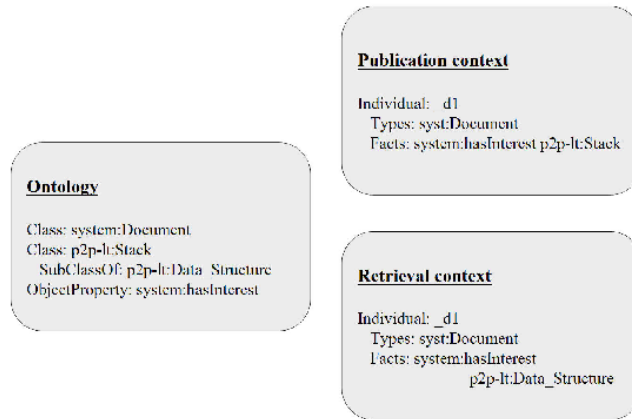 Ontology
Class: system:Document
Class: p2p-lt:Stack
SubClassOf: p2p-lt:Data_Structure
ObjectProperty: system:hasInterest
Publication context
Individual: _d1
Types: syst:Document
Facts: system:hasInterest p2p-lt:Stack
Retrieval context
Individual: _d1
Types: syst:Document
Facts: system:hasInterest
p2p-lt:Data_Structure